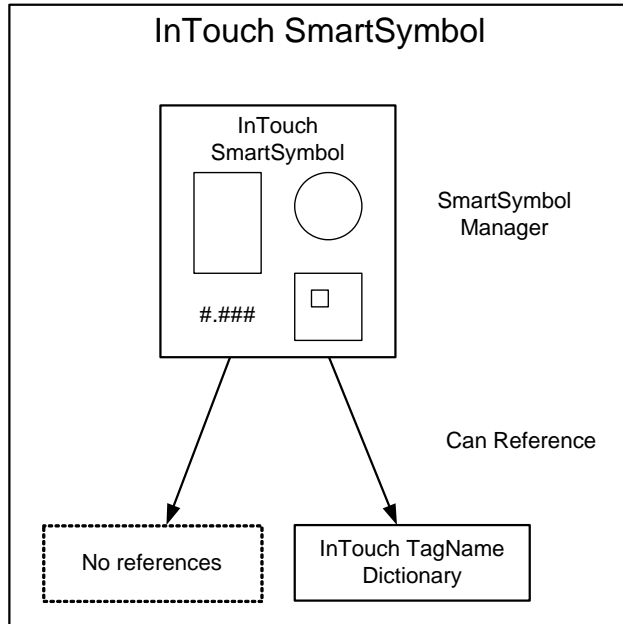 InTouch SmartSymbol
InTouch
SmartSymbol
SmartSymbol
Manager
#.###
Can Reference
No references
InTouch TagName
Dictionary